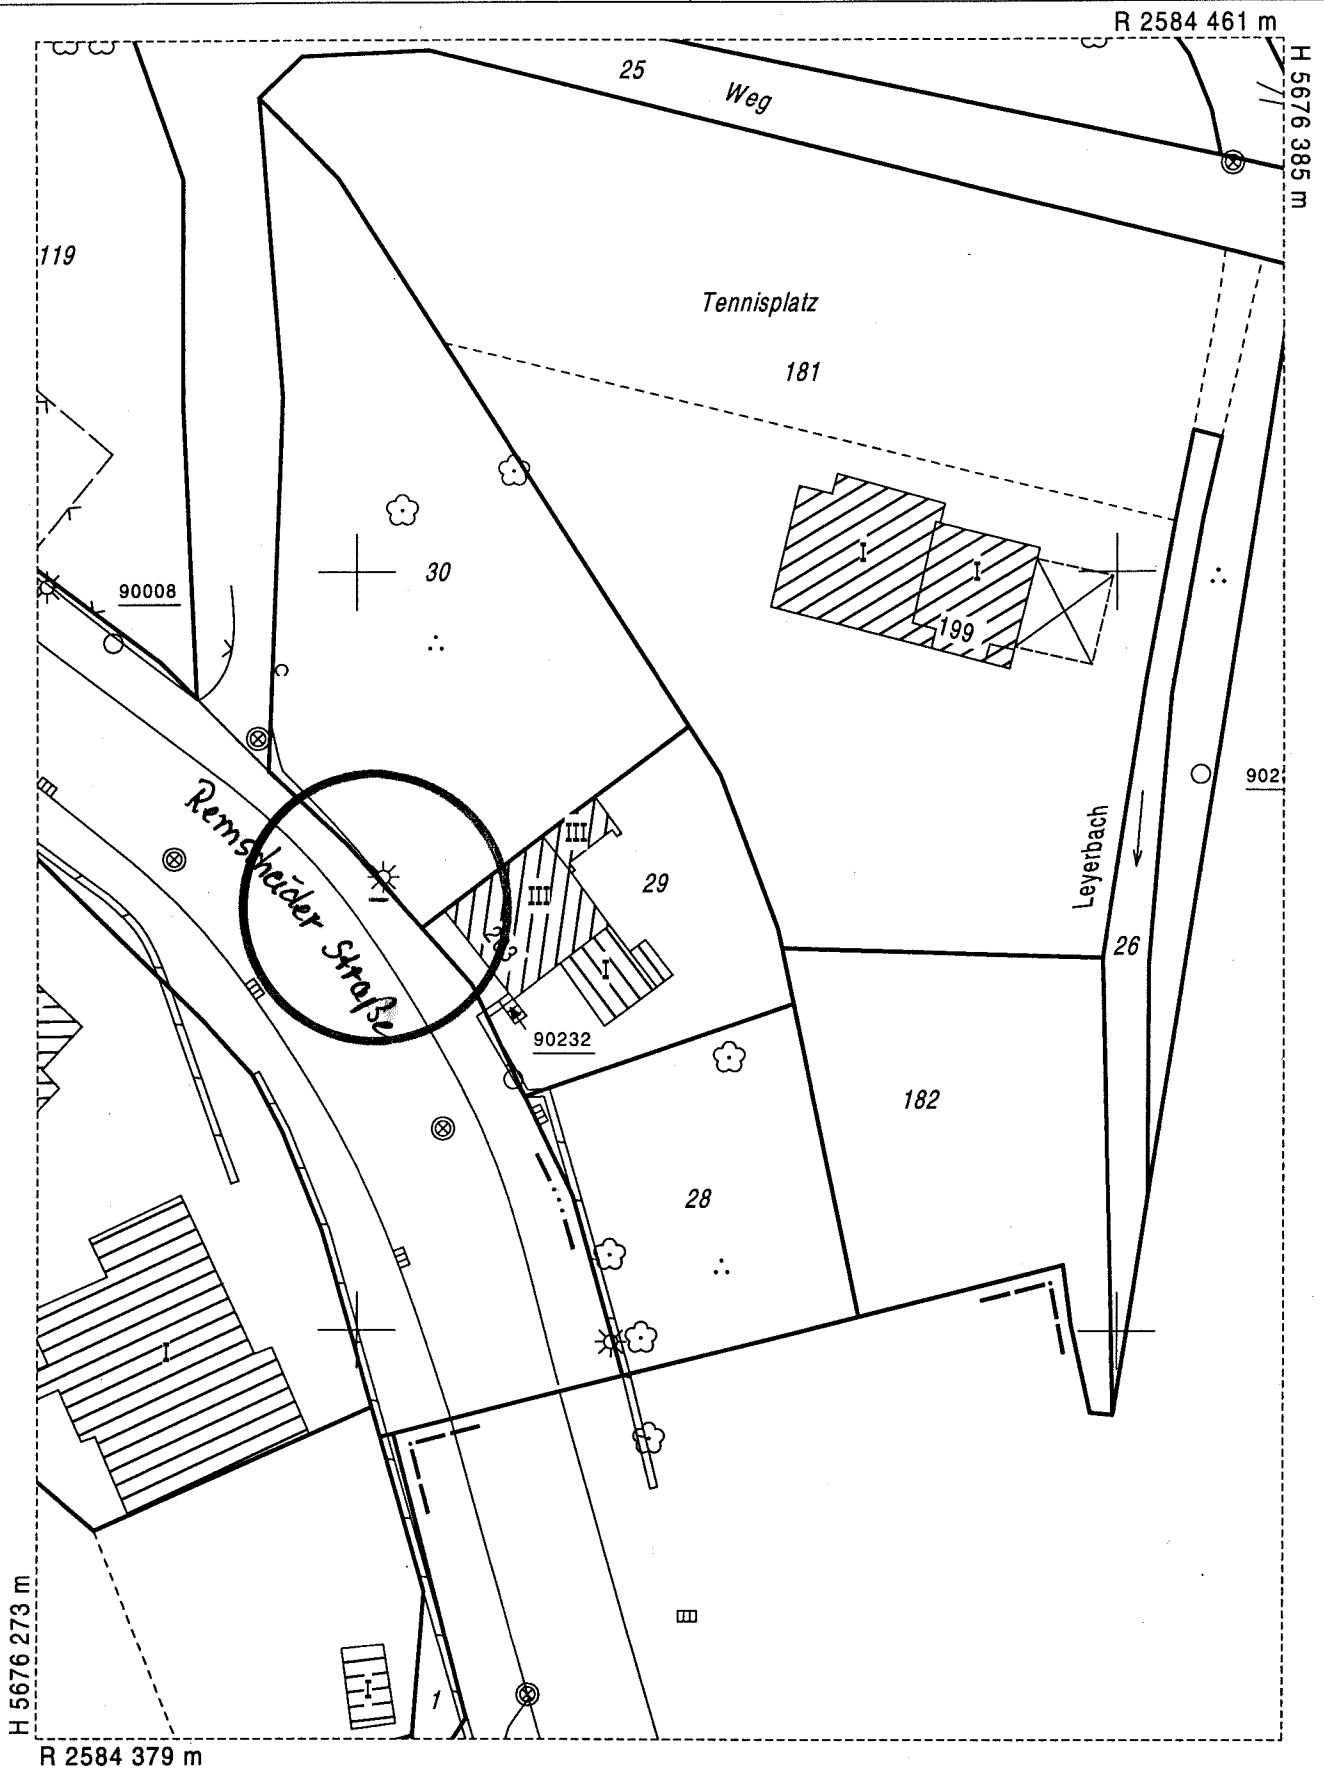 R 2584 461 m
H 5676 385 m
25
Weg
119
Tennisplatz
181
I
I
30
90008
199
902
Remscheider Straße
III
III
29
Leyerbach
I
26
90232
182
28
I
H 5676 273 m
I
1
R 2584 379 m